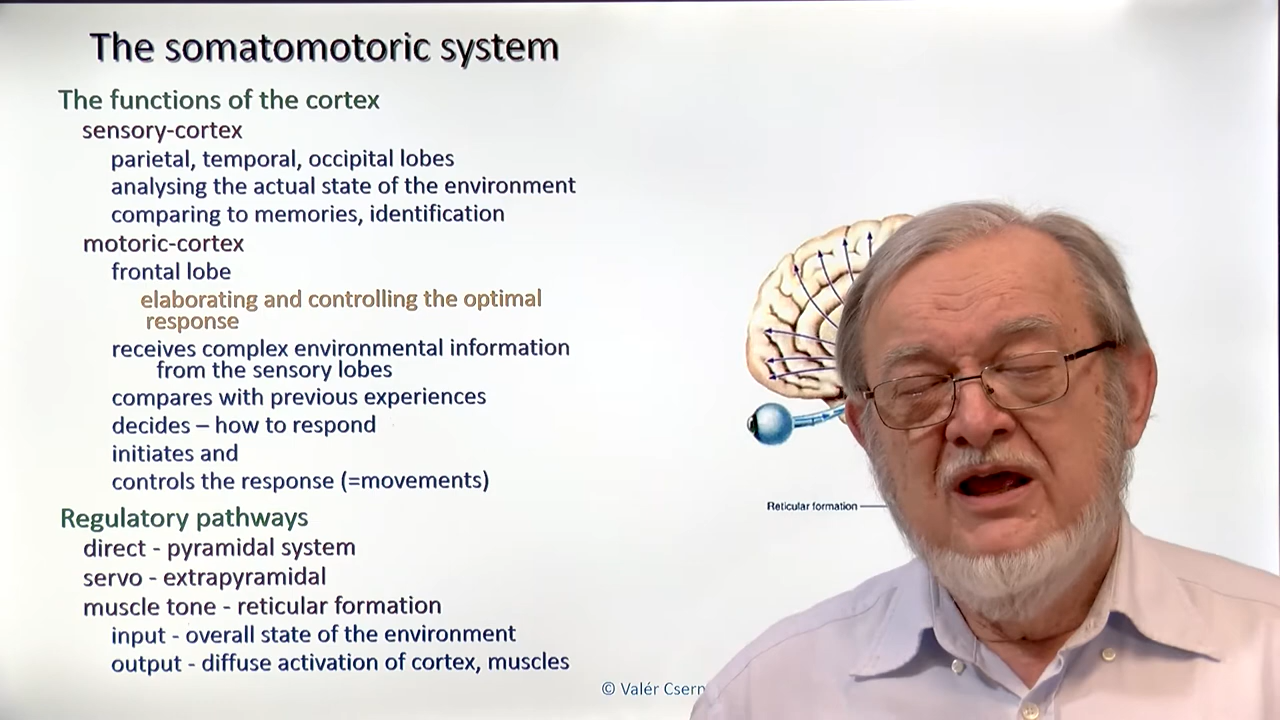 The somatomotoric system
The functions of the cortex
sensory-cortex
parietal, temporal, occipital lobes
analysing the actual state of the environment
comparing to memories, identification
motoric-cortex
frontal lobe
elaborating and controlling the optimal
response
receives complex environmental information
from the sensory lobes
compares with previous experiences
decides – how to respond
initiates and
controls the response (=movements)
Regulatory pathways
direct - pyramidal system
servo - extrapyramidal
muscle tone - reticular formation
input - overall state of the environment
output - diffuse activation of cortex, muscles
Reticular formation
© Valér